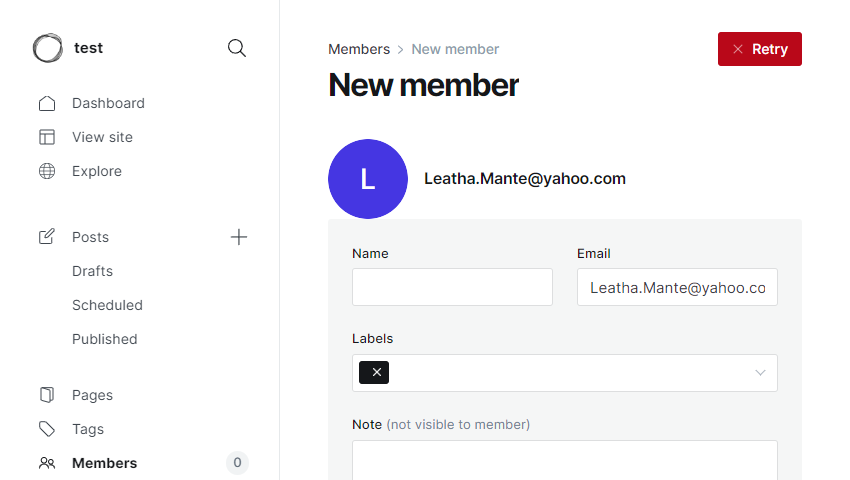 test
Dashboard
View site
Explore
Posts
Drafts
Scheduled
Published
Pages
Tags
Members 0
Members > New member
Retry
New member
L
Leatha.Mante@yahoo.com
Name
Email
Leatha.Mante@yahoo.co
Labels
Note (not visible to member)